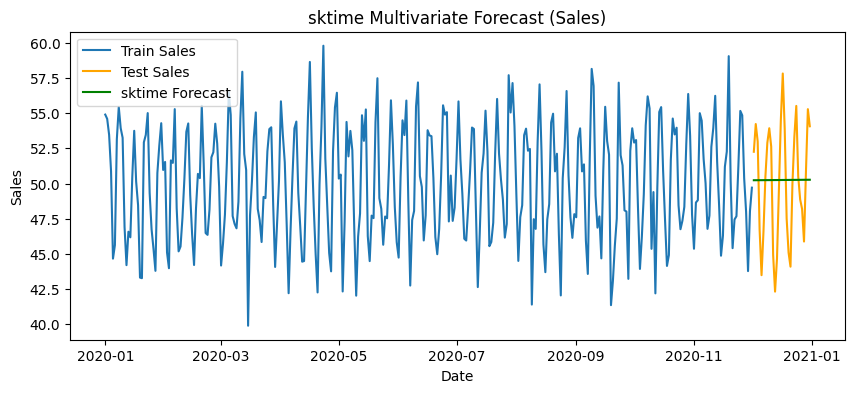 sktime Multivariate Forecast (Sales)
Train Sales
Test Sales
sktime Forecast
Sales
60.0
57.5
55.0
52.5
50.0
47.5
45.0
42.5
40.0
2020-01 2020-03 2020-05 2020-07 2020-09 2020-11 2021-01
Date